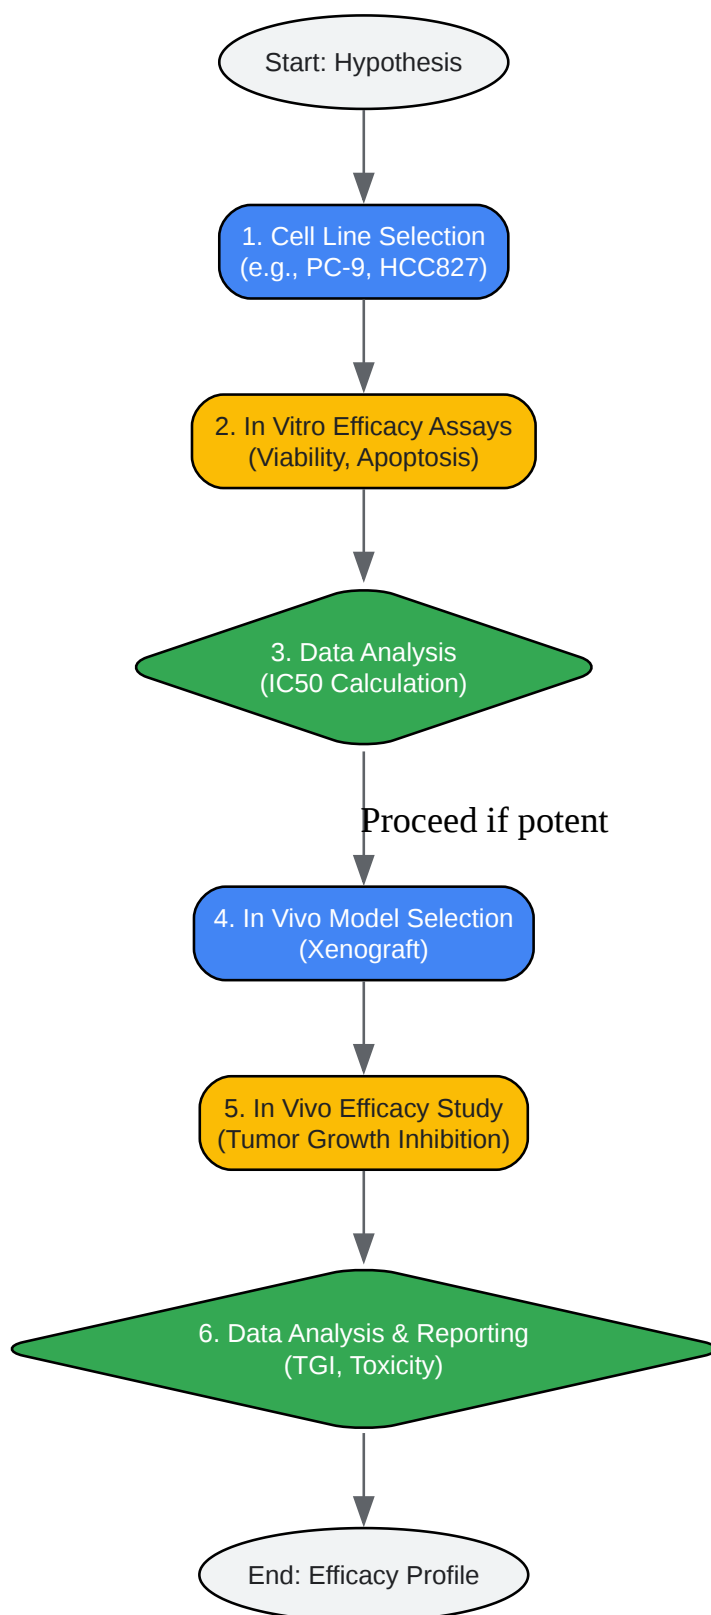 Start: Hypothesis
1. Cell Line Selection
(e.g., PC-9, HCC827)
2. In Vitro Efficacy Assays
(Viability, Apoptosis)
3. Data Analysis
(IC50 Calculation)
Proceed if potent
4. In Vivo Model Selection
(Xenograft)
5. In Vivo Efficacy Study
(Tumor Growth Inhibition)
6. Data Analysis & Reporting
(TGI, Toxicity)
End: Efficacy Profile